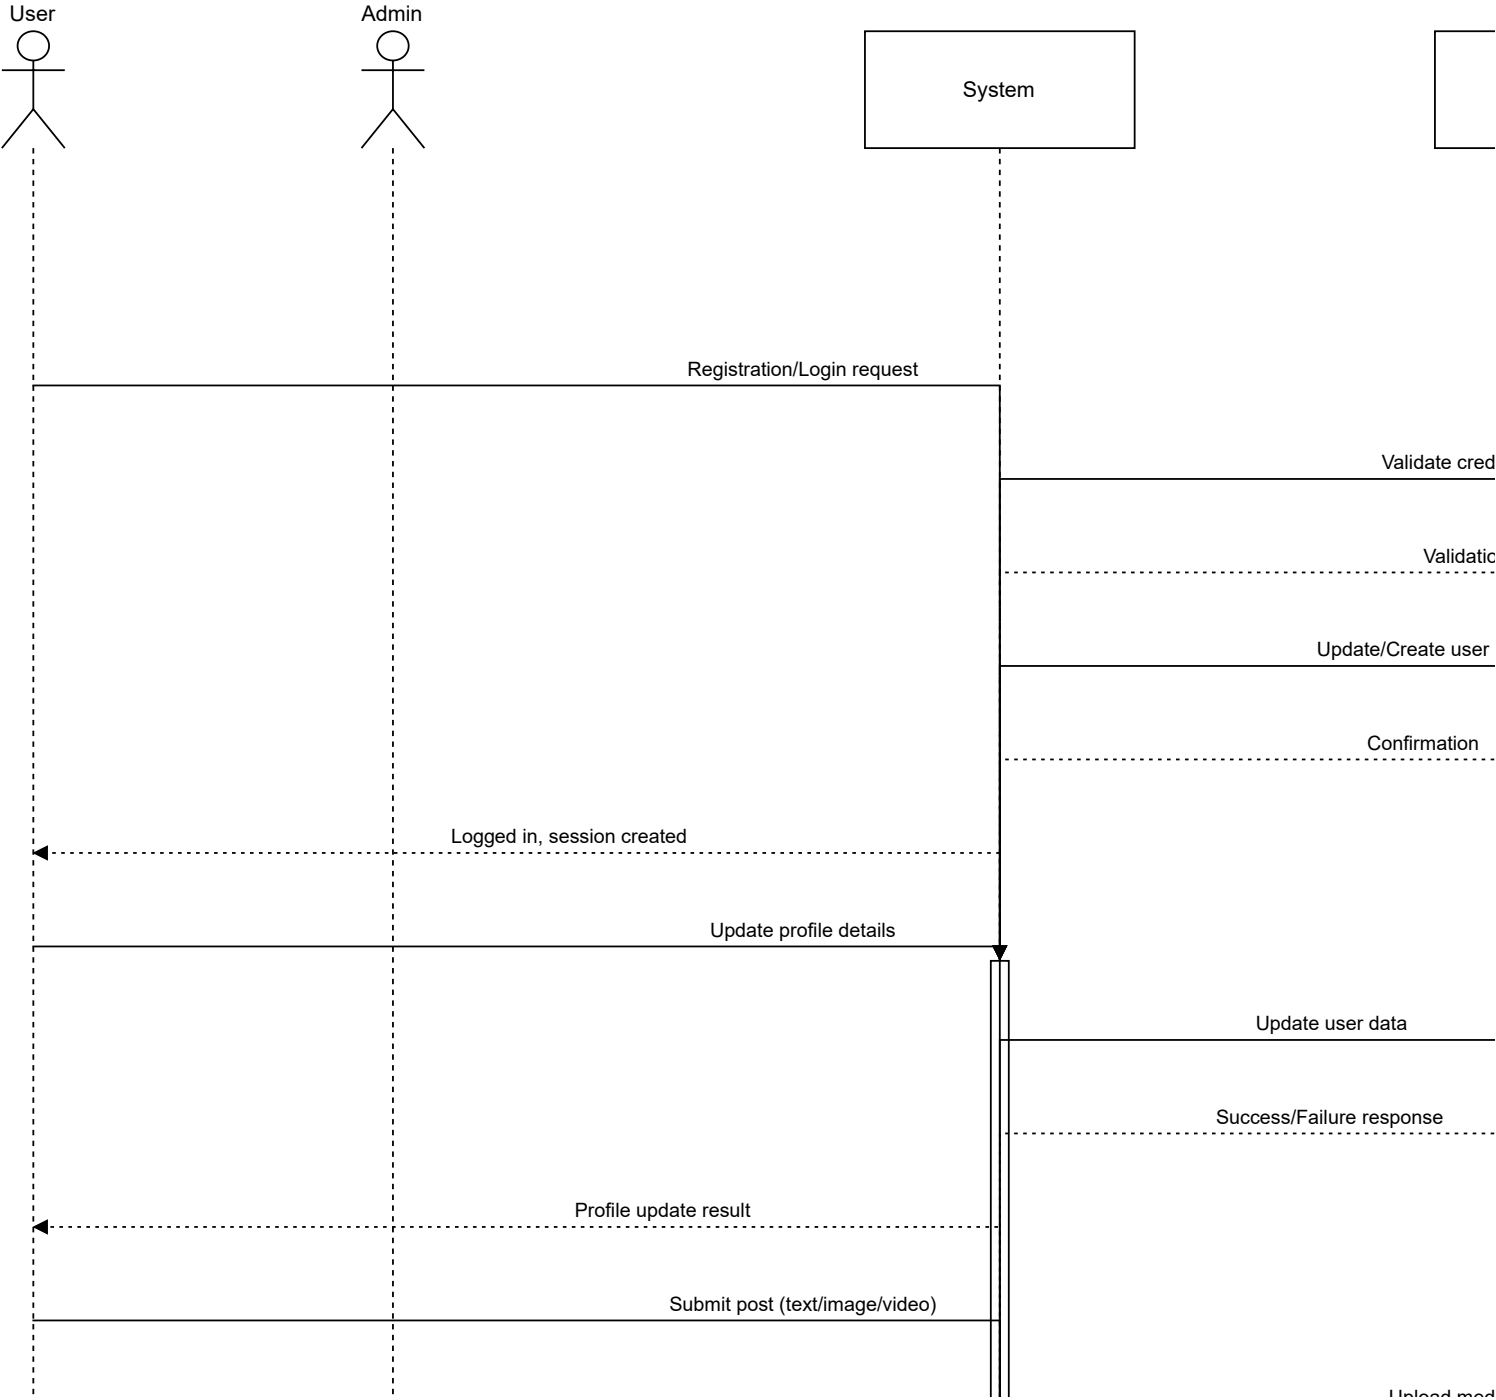 User
Admin
System
Registration/Login request
Validate
Update/Create user
Confirmation
Logged in, session created
Update profile details
Update user data
Success/Failure response
Profile update result
Submit post (text/image/video)